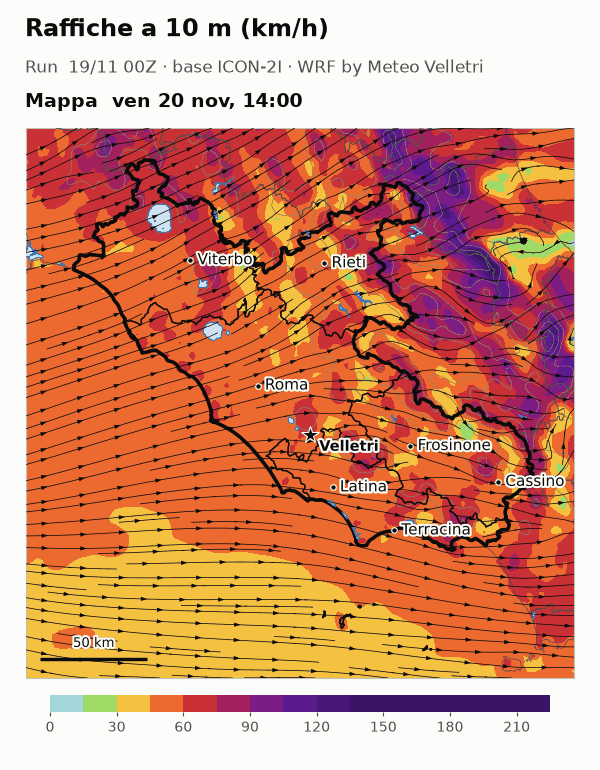 Raffiche a 10 m (km/h)
Run 19/11 00Z · base ICON-2I · WRF by Meteo Velletri
Mappa ven 20 nov, 14:00
Viterbo
Rieti
Roma
Velletri
Frosinone
Latina
Cassino
Terracina
50 km
0 30 60 90 120 150 180 210